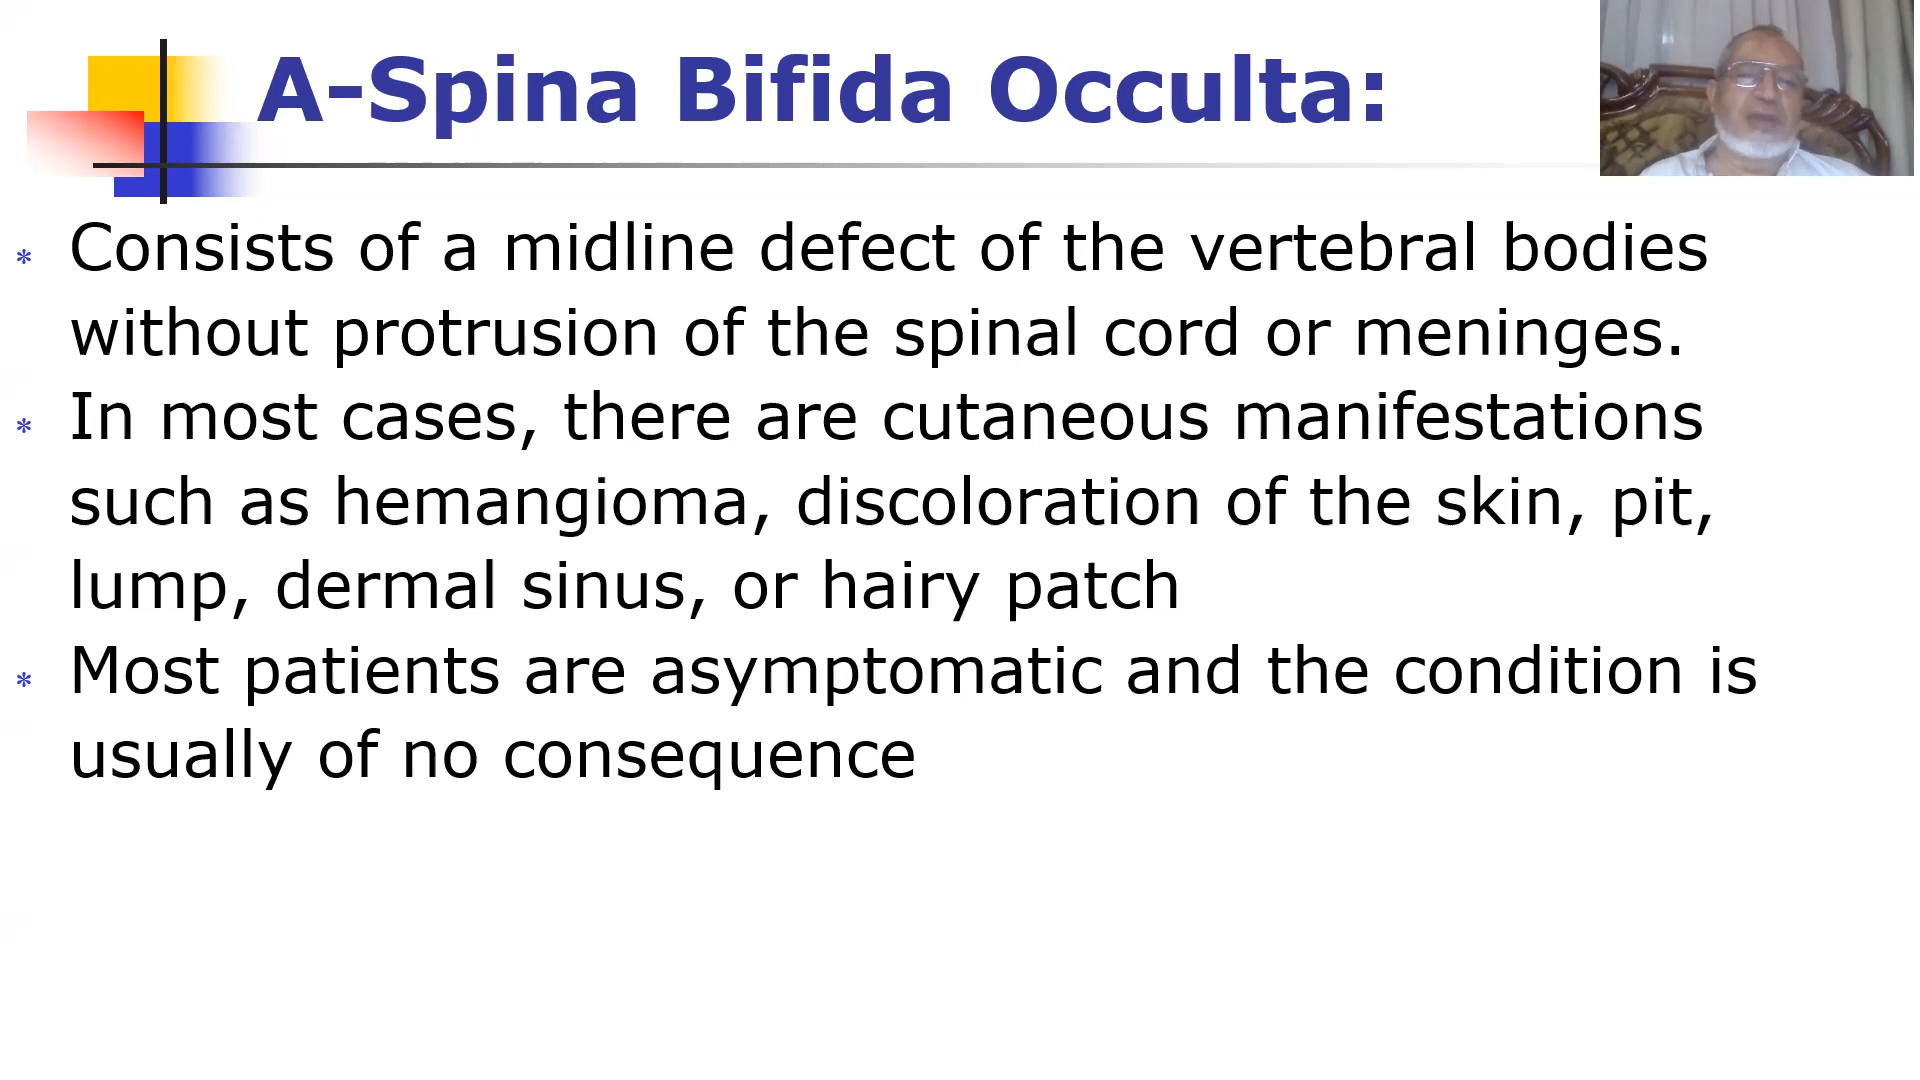 A-Spina Bifida Occulta:
* Consists of a midline defect of the vertebral bodies
without protrusion of the spinal cord or meninges.
* In most cases, there are cutaneous manifestations
such as hemangioma, discoloration of the skin, pit,
lump, dermal sinus, or hairy patch
* Most patients are asymptomatic and the condition is
usually of no consequence